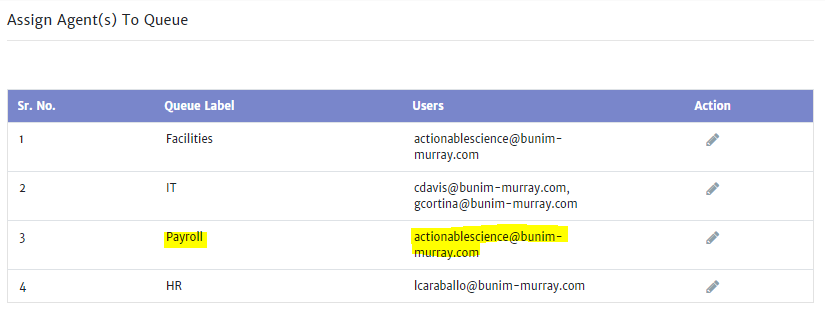 Assign Agent(s) To Queue
Sr. No. Queue Label Users Action
1 Facilities actionablescience@bunim-
murray.com
2 IT cdavis@bunim-murray.com,
gcortina@bunim-murray.com
3 Payroll actionablescience@bunim-
murray.com
4 HR lcaraballo@bunim-murray.com